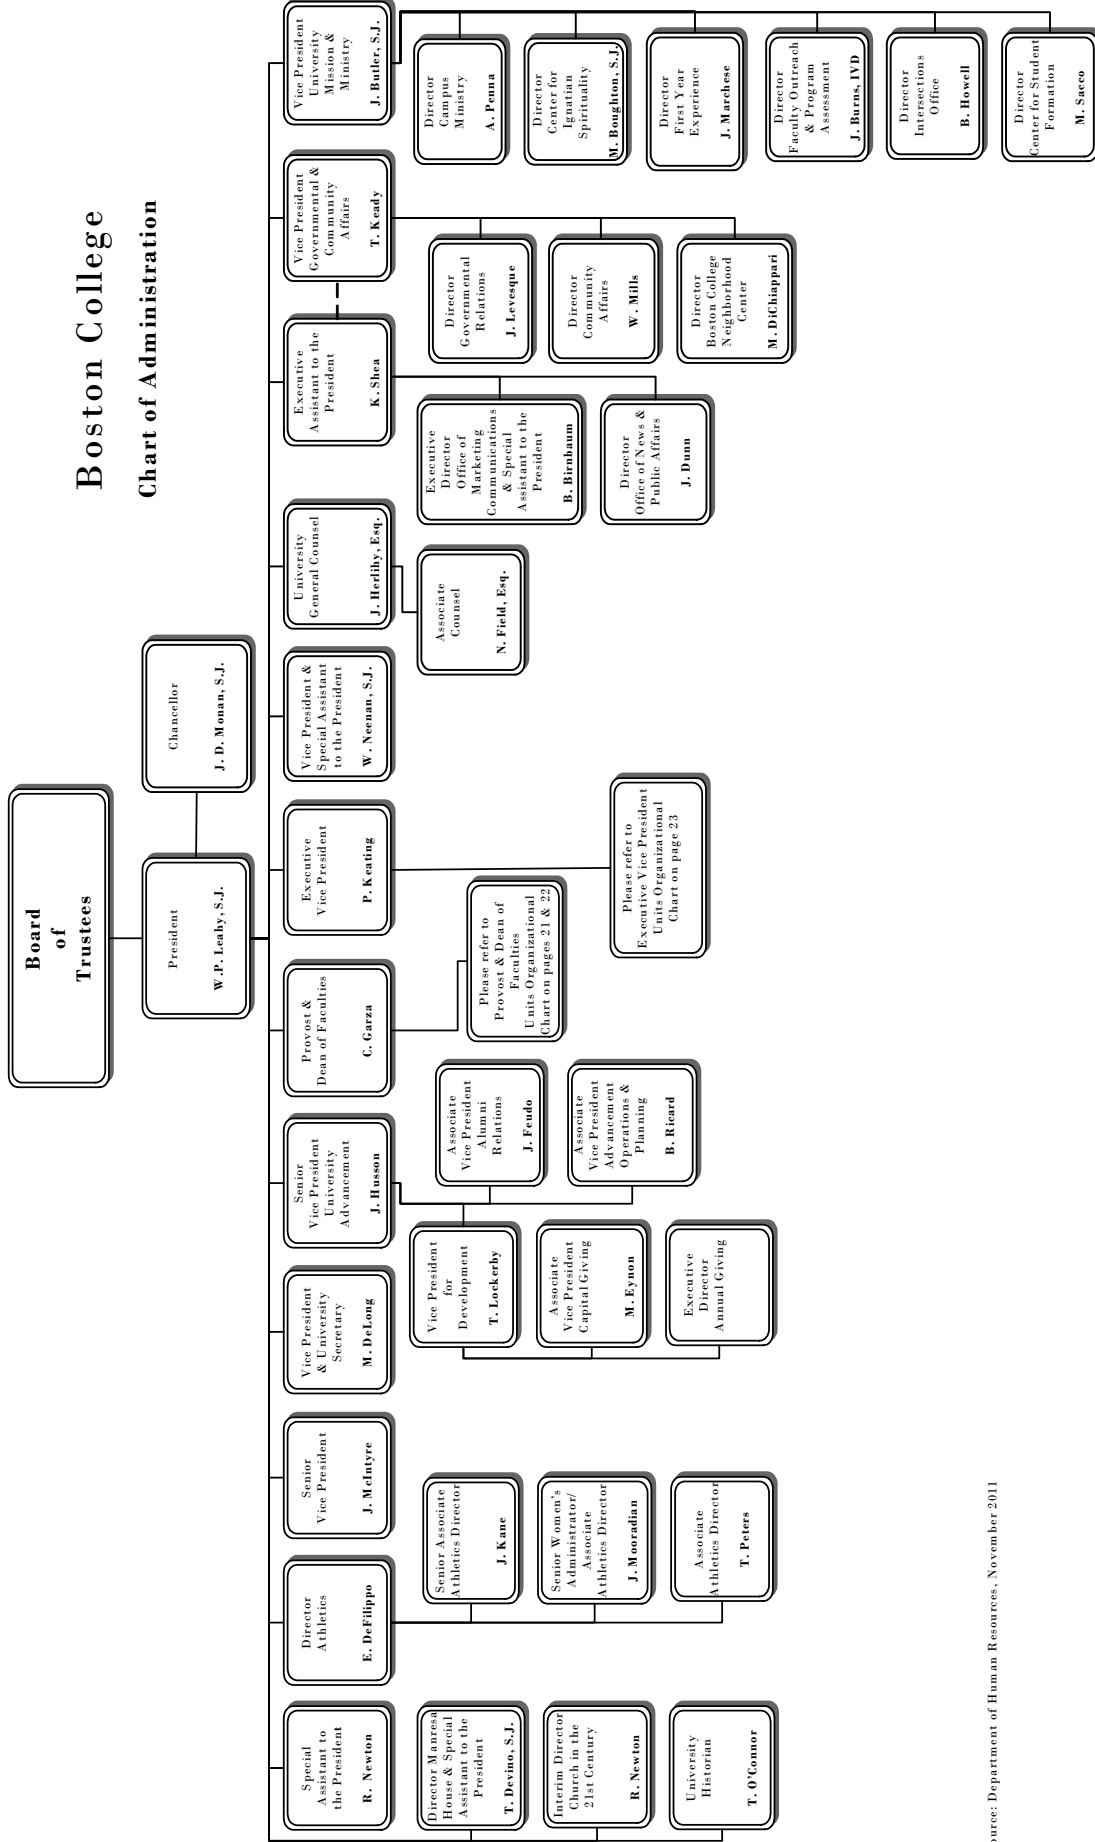 Boston College
Chart of Administration
Board
of
Trustees
President
W.P. Leahy, S.J.
Chancellor
J. D. Monan, S.J.
Special
Assistant to
the President
R. Newton
Director
Athletics
E. DeFilippo
Senior
Vice President
J. McIntyre
Vice President
& University
Secretary
M. DeLong
Senior
Vice President
University
Advancement
J. Husson
Provost &
Dean of Faculties
C. Garza
Executive
Vice President
P. Keating
Vice President &
Special Assistant
to the President
W. Neenan, S.J.
University
General Counsel
J. Herlihy, Esq.
Executive
Assistant to the
President
K. Shea
Vice President
Governmental &
Community
Affairs
T. Keady
Vice President
University
Mission &
Ministry
J. Butler, S.J.
Director Manresa
House & Special
Assistant to the
President
T. Devino, S.J.
Interim Director
Church in the
21st Century
R. Newton
University
Historian
T. O'Connor
Senior Associate
Athletics Director
J. Kane
Senior Women's
Administrator/
Associate
Athletics Director
J. Mooradian
Associate
Athletics Director
T. Peters
Vice President
for
Development
T. Lockerby
Associate
Vice President
Capital Giving
M. Eynon
Executive
Director
Annual Giving
Associate
Vice President
Alumni
Relations
J. Feudo
Associate
Vice President
Advancement
Operations &
Planning
B. Ricard
Please refer to
Provost & Dean of
Faculties
Units Organizational
Chart on pages 21 & 22
Please refer to
Executive Vice President
Units Organizational
Chart on page 23
Associate
Counsel
N. Field, Esq.
Executive
Director
Office of
Marketing
Communications
& Special
Assistant to the
President
B. Birnbaum
Director
Office of News &
Public Affairs
J. Dunn
Director
Governmental
Relations
J. Levesque
Director
Community
Affairs
W. Mills
Director
Boston College
Neighborhood
Center
M. DiChiappari
Director
Campus
Ministry
A. Penna
Director
Center for
Ignatian
Spirituality
M. Boughton, S.J.
Director
First Year
Experience
J. Marchese
Director
Faculty Outreach
& Program
Assessment
J. Burns, IVD
Director
Intersections
Office
B. Howell
Director
Center for Student
Formation
M. Sacco
urce: Department of Human Resources, November 2011